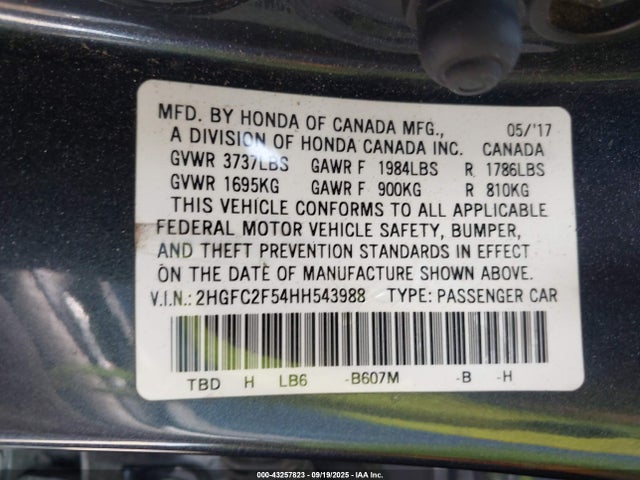 MFD. BY HONDA OF CANADA MFG., 05/'17
A DIVISION OF HONDA CANADA INC. CANADA
GVWR 3737LBS GAWR F 1984LBS R 1786LBS
GVWR 1695KG GAWR F 900KG R 810KG
THIS VEHICLE CONFORMS TO ALL APPLICABLE
FEDERAL MOTOR VEHICLE SAFETY, BUMPER,
AND THEFT PREVENTION STANDARDS IN EFFECT
ON THE DATE OF MANUFACTURE SHOWN ABOVE.
V.I.N.: 2HGFC2F54HH543988 TYPE: PASSENGER CAR
TBD H LB6 -B607M -B -H
000-43257823 - 09/19/2025 - IAA Inc.